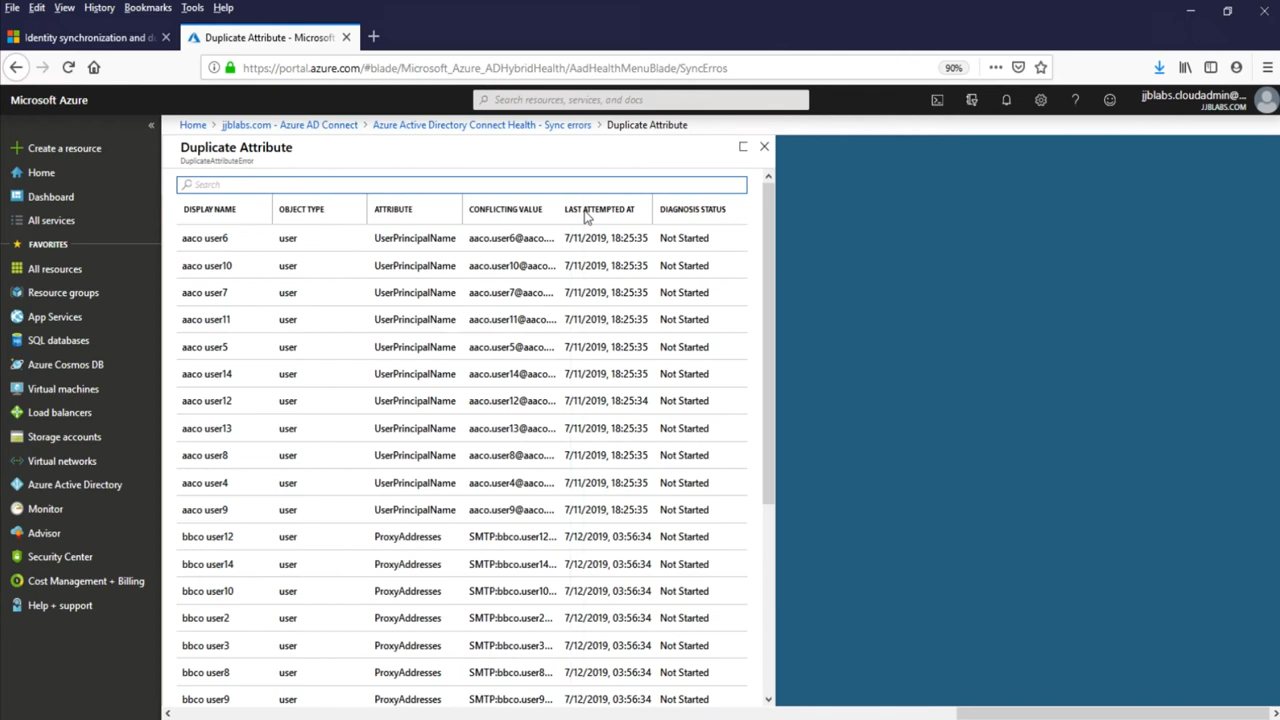 File Edit View History Bookmarks Tools Help
Identity synchronization and du
Duplicate Attribute - Microsoft
https://portal.azure.com/#blade/Microsoft_Azure_ADHybridHealth/AadHealthMenuBlade/SyncErros
90%
Microsoft Azure
Search resources, services, and docs
jjblabs.cloudadmin@...
JJBLABS.COM
Home > jjblabs.com - Azure AD Connect > Azure Active Directory Connect Health - Sync errors > Duplicate Attribute
Create a resource
Home
Dashboard
All services
FAVORITES
All resources
Resource groups
App Services
SQL databases
Azure Cosmos DB
Virtual machines
Load balancers
Storage accounts
Virtual networks
Azure Active Directory
Monitor
Advisor
Security Center
Cost Management + Billing
Help + support
Duplicate Attribute
DuplicateAttributeError
Search
DISPLAY NAME OBJECT TYPE ATTRIBUTE CONFLICTING VALUE LAST ATTEMPTED AT DIAGNOSIS STATUS
aaco user6 user UserPrincipalName aaco.user6@aaco.... 7/11/2019, 18:25:35 Not Started
aaco user10 user UserPrincipalName aaco.user10@aaco.... 7/11/2019, 18:25:35 Not Started
aaco user7 user UserPrincipalName aaco.user7@aaco.... 7/11/2019, 18:25:35 Not Started
aaco user11 user UserPrincipalName aaco.user11@aaco.... 7/11/2019, 18:25:35 Not Started
aaco user5 user UserPrincipalName aaco.user5@aaco.... 7/11/2019, 18:25:35 Not Started
aaco user14 user UserPrincipalName aaco.user14@aaco.... 7/11/2019, 18:25:35 Not Started
aaco user12 user UserPrincipalName aaco.user12@aaco.... 7/11/2019, 18:25:34 Not Started
aaco user13 user UserPrincipalName aaco.user13@aaco.... 7/11/2019, 18:25:35 Not Started
aaco user8 user UserPrincipalName aaco.user8@aaco.... 7/11/2019, 18:25:35 Not Started
aaco user4 user UserPrincipalName aaco.user4@aaco.... 7/11/2019, 18:25:35 Not Started
aaco user9 user UserPrincipalName aaco.user9@aaco.... 7/11/2019, 18:25:35 Not Started
bbco user12 user ProxyAddresses SMTP:bbco.user12... 7/12/2019, 03:56:34 Not Started
bbco user14 user ProxyAddresses SMTP:bbco.user14... 7/12/2019, 03:56:34 Not Started
bbco user10 user ProxyAddresses SMTP:bbco.user10... 7/12/2019, 03:56:34 Not Started
bbco user2 user ProxyAddresses SMTP:bbco.user2... 7/12/2019, 03:56:34 Not Started
bbco user3 user ProxyAddresses SMTP:bbco.user3... 7/12/2019, 03:56:34 Not Started
bbco user8 user ProxyAddresses SMTP:bbco.user8... 7/12/2019, 03:56:34 Not Started
bbco user9 user ProxyAddresses SMTP:bbco.user9... 7/12/2019, 03:56:34 Not Started